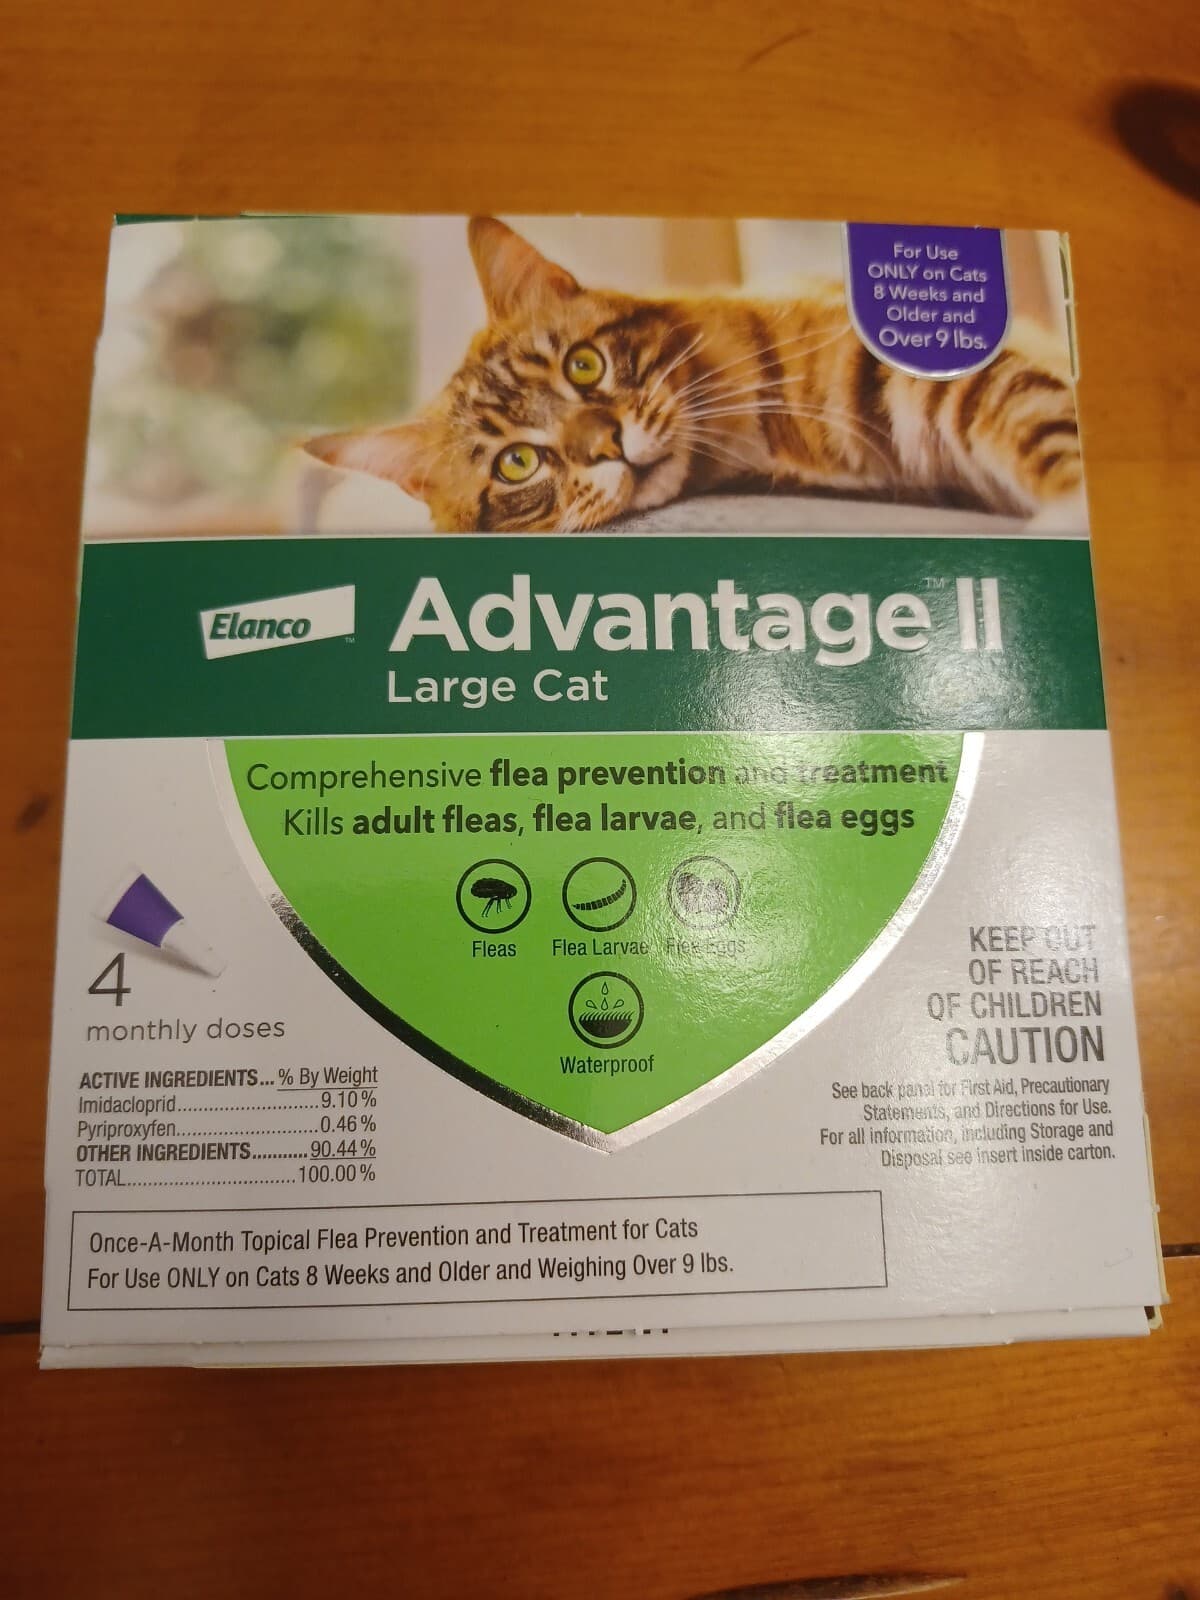 For Use
ONLY on Cats
8 Weeks and
Older and
Over 9 lbs.
Elanco™
Advantage™ II
Large Cat
Comprehensive flea prevention and treatment
Kills adult fleas, flea larvae, and flea eggs
Fleas
Flea Larvae
Flea Eggs
Waterproof
4
monthly doses
ACTIVE INGREDIENTS... % By Weight
Imidacloprid............................9.10%
Pyriproxyfen............................0.46%
OTHER INGREDIENTS...........90.44%
TOTAL..................................100.00%
KEEP OUT
OF REACH
OF CHILDREN
CAUTION
See back panel for First Aid, Precautionary
Statements, and Directions for Use.
For all information, including Storage and
Disposal see insert inside carton.
Once-A-Month Topical Flea Prevention and Treatment for Cats
For Use ONLY on Cats 8 Weeks and Older and Weighing Over 9 lbs.